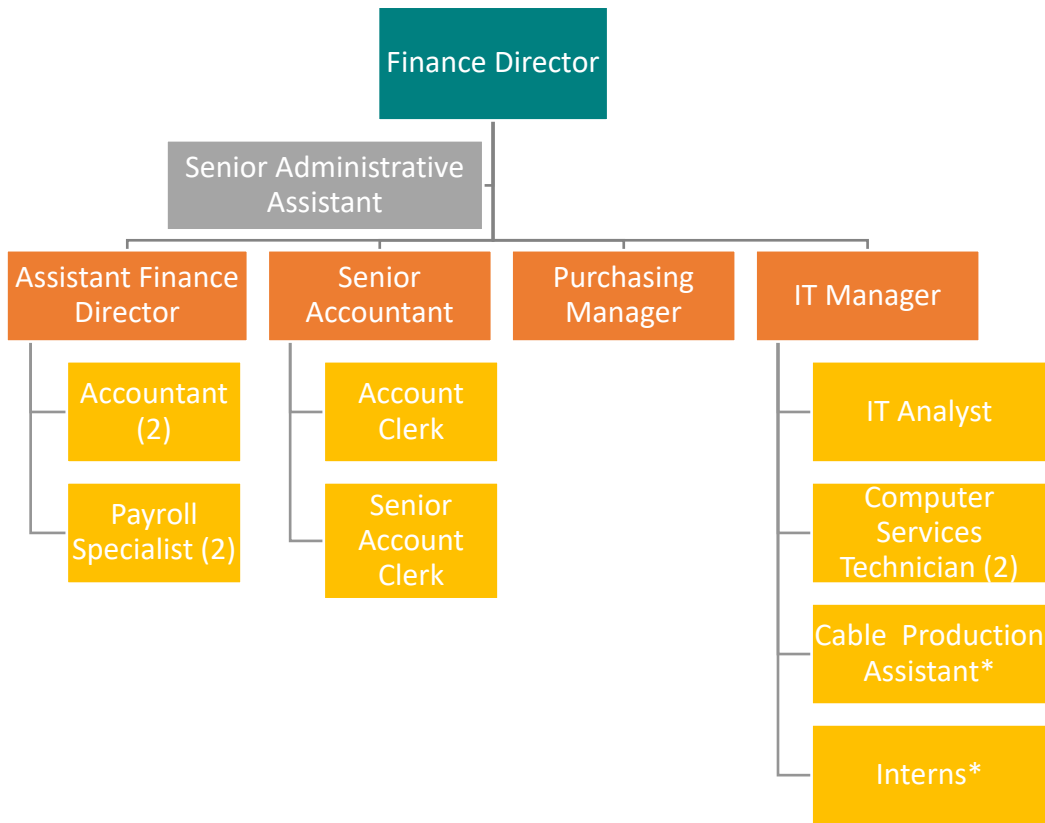 Finance Director
Senior Administrative
Assistant
Assistant Finance
Director
Senior
Accountant
Purchasing
Manager
IT Manager
Accountant
(2)
Payroll
Specialist (2)
Account
Clerk
Senior
Account
Clerk
IT Analyst
Computer
Services
Technician (2)
Cable Production
Assistant*
Interns*